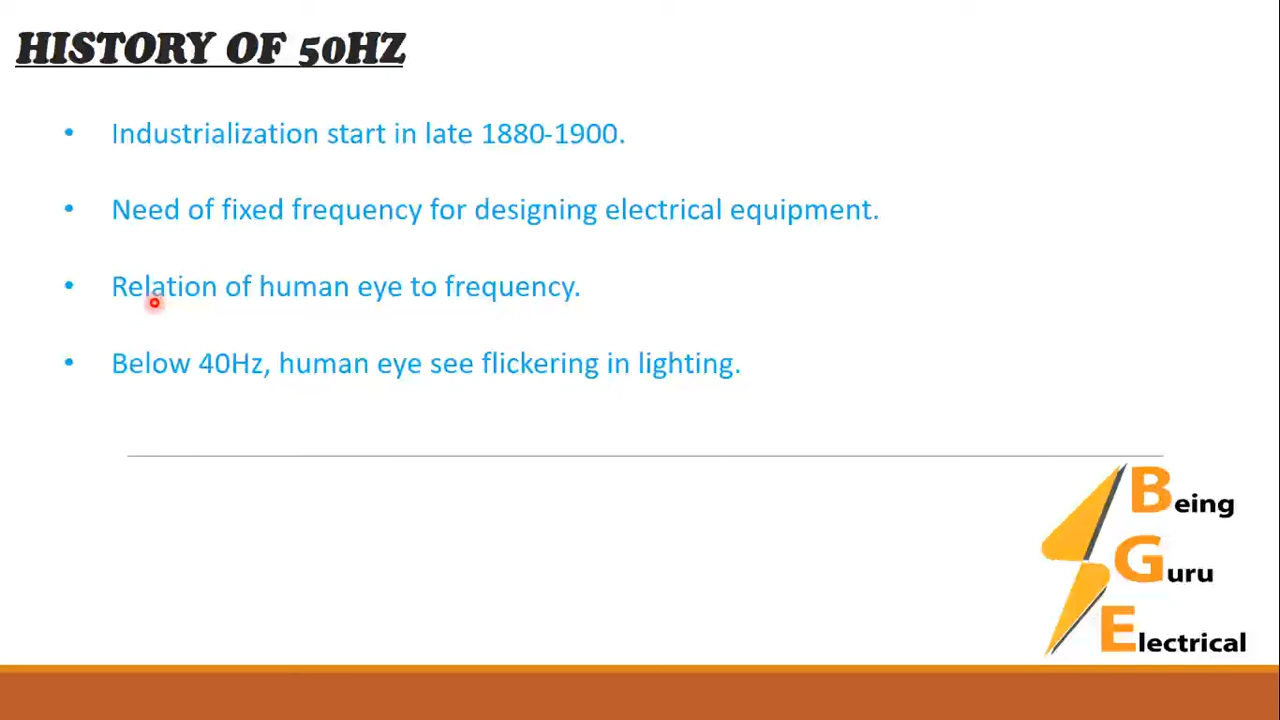 HISTORY OF 50HZ
• Industrialization start in late 1880-1900.
• Need of fixed frequency for designing electrical equipment.
• Relation of human eye to frequency.
• Below 40Hz, human eye see flickering in lighting.
Being
Guru
Electrical